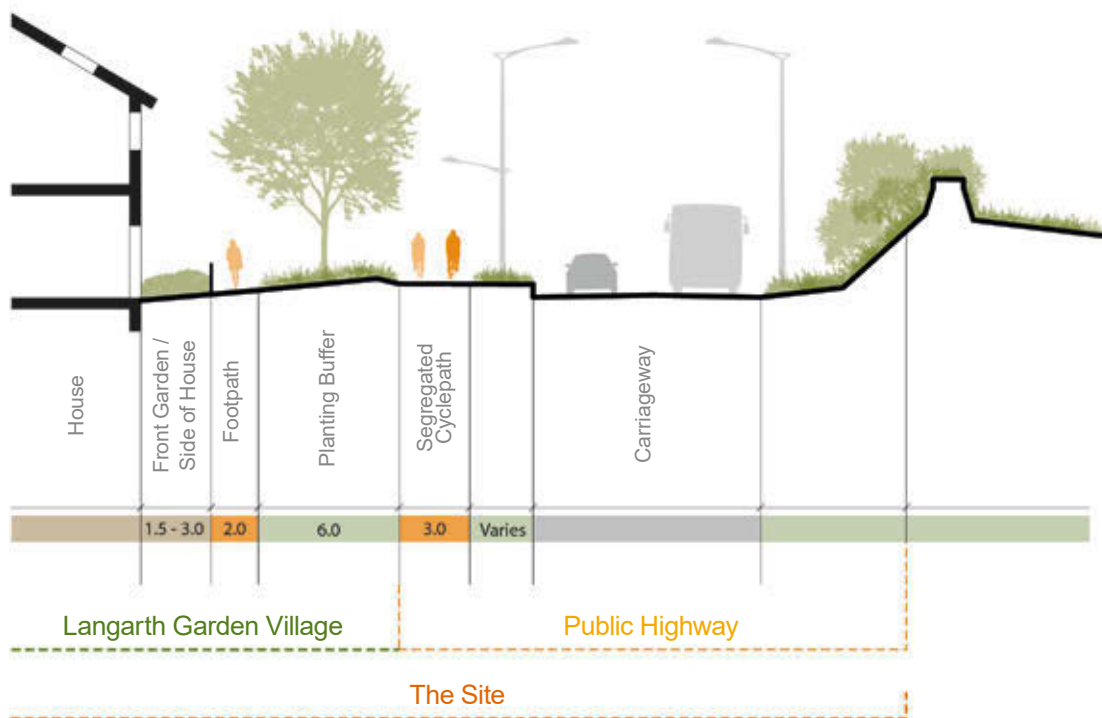 House
Front Garden /
Side of House
Footpath
Planting Buffer
Segregated
Cyclepath
Carriageway
1.5 - 3.0
2.0
6.0
3.0
Varies
Langarth Garden Village
Public Highway
The Site